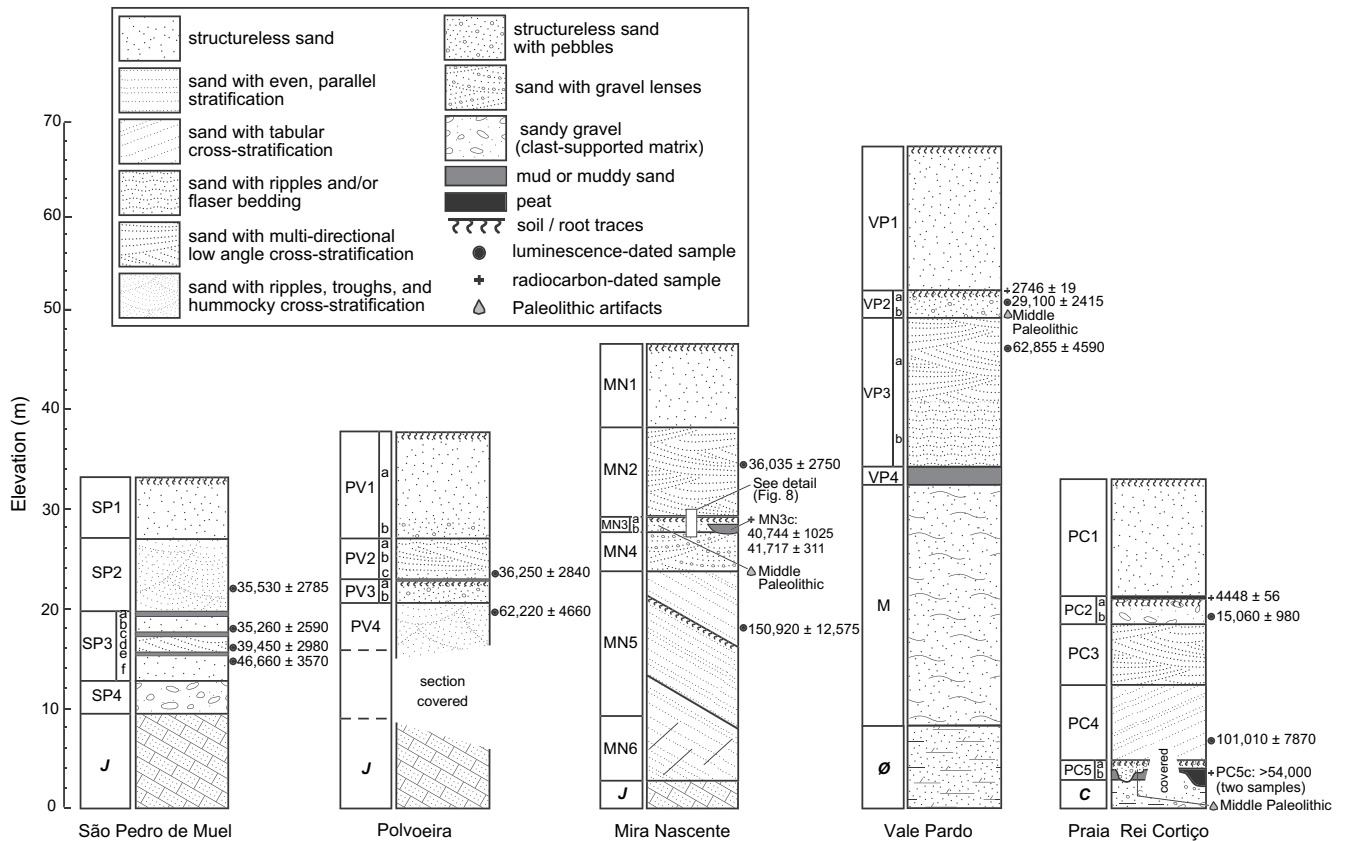 structureless sand
sand with even, parallel
stratification
sand with tabular
cross-stratification
sand with ripples and/or
flaser bedding
sand with multi-directional
low angle cross-stratification
sand with ripples, troughs, and
hummocky cross-stratification
structureless sand
with pebbles
sand with gravel lenses
sandy gravel
(clast-supported matrix)
mud or muddy sand
peat
soil / root traces
luminescence-dated sample
radiocarbon-dated sample
Paleolithic artifacts
Elevation (m)
70
60
50
40
30
20
10
0
SP1
SP2
SP3
a
b
c
d
e
f
SP4
J
35,530 ± 2785
35,260 ± 2590
39,450 ± 2980
46,660 ± 3570
São Pedro de Muel
PV1
a
b
PV2
a
b
c
PV3
a
b
PV4
J
section
covered
36,250 ± 2840
62,220 ± 4660
Polvoeira
MN1
MN2
MN3
a
b
MN4
MN5
MN6
J
36,035 ± 2750
See detail
(Fig. 8)
MN3c:
40,744 ± 1025
41,717 ± 311
Middle
Paleolithic
150,920 ± 12,575
Mira Nascente
VP1
VP2
a
b
VP3
a
b
VP4
M
Ø
2746 ± 19
29,100 ± 2415
Middle
Paleolithic
62,855 ± 4590
Vale Pardo
PC1
PC2
a
b
PC3
PC4
PC5
a
b
C
covered
4448 ± 56
15,060 ± 980
101,010 ± 7870
PC5c: >54,000
(two samples)
Middle Paleolithic
Praia Rei Cortiço